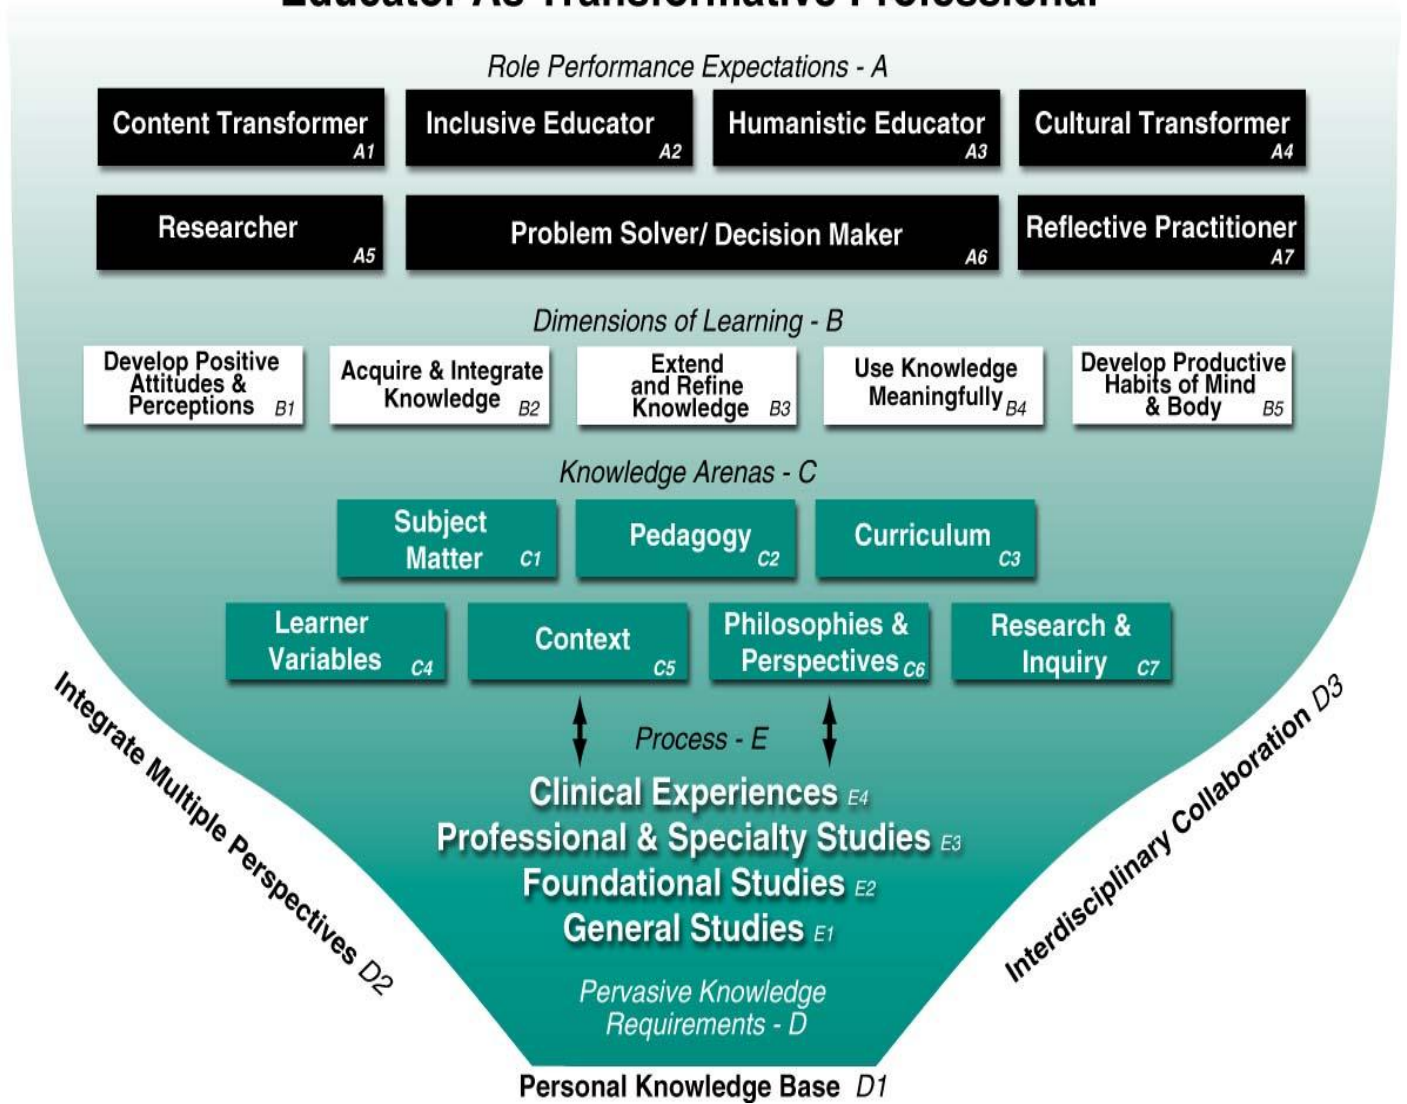 Educator As Transformative Professional
Role Performance Expectations - A
Content Transformer
A1
Inclusive Educator
A2
Humanistic Educator
A3
Cultural Transformer
A4
Researcher
A5
Problem Solver/ Decision Maker
A6
Reflective Practitioner
A7
Dimensions of Learning - B
Develop Positive
Attitudes &
Perceptions B1
Acquire & Integrate
Knowledge B2
Extend
and Refine
Knowledge B3
Use Knowledge
Meaningfully B4
Develop Productive
Habits of Mind
& Body B5
Knowledge Arenas - C
Subject
Matter C1
Pedagogy
C2
Curriculum
C3
Learner
Variables C4
Context
C5
Philosophies &
Perspectives C6
Research &
Inquiry C7
Process - E
Clinical Experiences E4
Professional & Specialty Studies E3
Foundational Studies E2
General Studies E1
Integrate Multiple Perspectives D2
Interdisciplinary Collaboration D3
Pervasive Knowledge
Requirements - D
Personal Knowledge Base D1